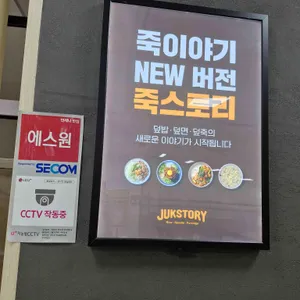 죽이야기
NEW 버전
죽스토리
덮밥·덮면·덮죽의
새로운 이야기가 시작됩니다
JUKSTORY
에스원
SECOM
CCTV 작동중